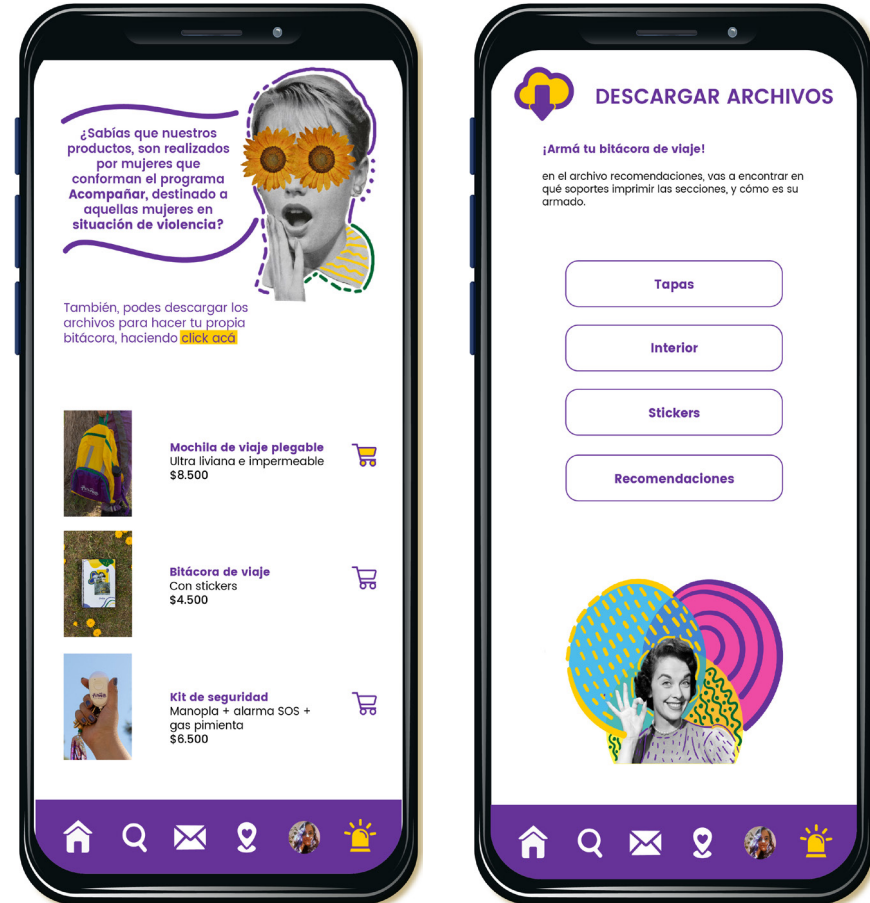 ¿Sabías que nuestros
productos, son realizados
por mujeres que
conforman el programa
Acompañar, destinado a
aquellas mujeres en
situación de violencia?
También, podes descargar los
archivos para hacer tu propia
bitácora, haciendo click acá
Mochila de viaje plegable
Ultra liviana e impermeable
$8.500
Bitácora de viaje
Con stickers
$4.500
Kit de seguridad
Manopla + alarma SOS +
gas pimienta
$6.500
DESCARGAR ARCHIVOS
¡Armá tu bitácora de viaje!
en el archivo recomendaciones, vas a encontrar en
qué soportes imprimir las secciones, y cómo es su
armado.
Tapas
Interior
Stickers
Recomendaciones